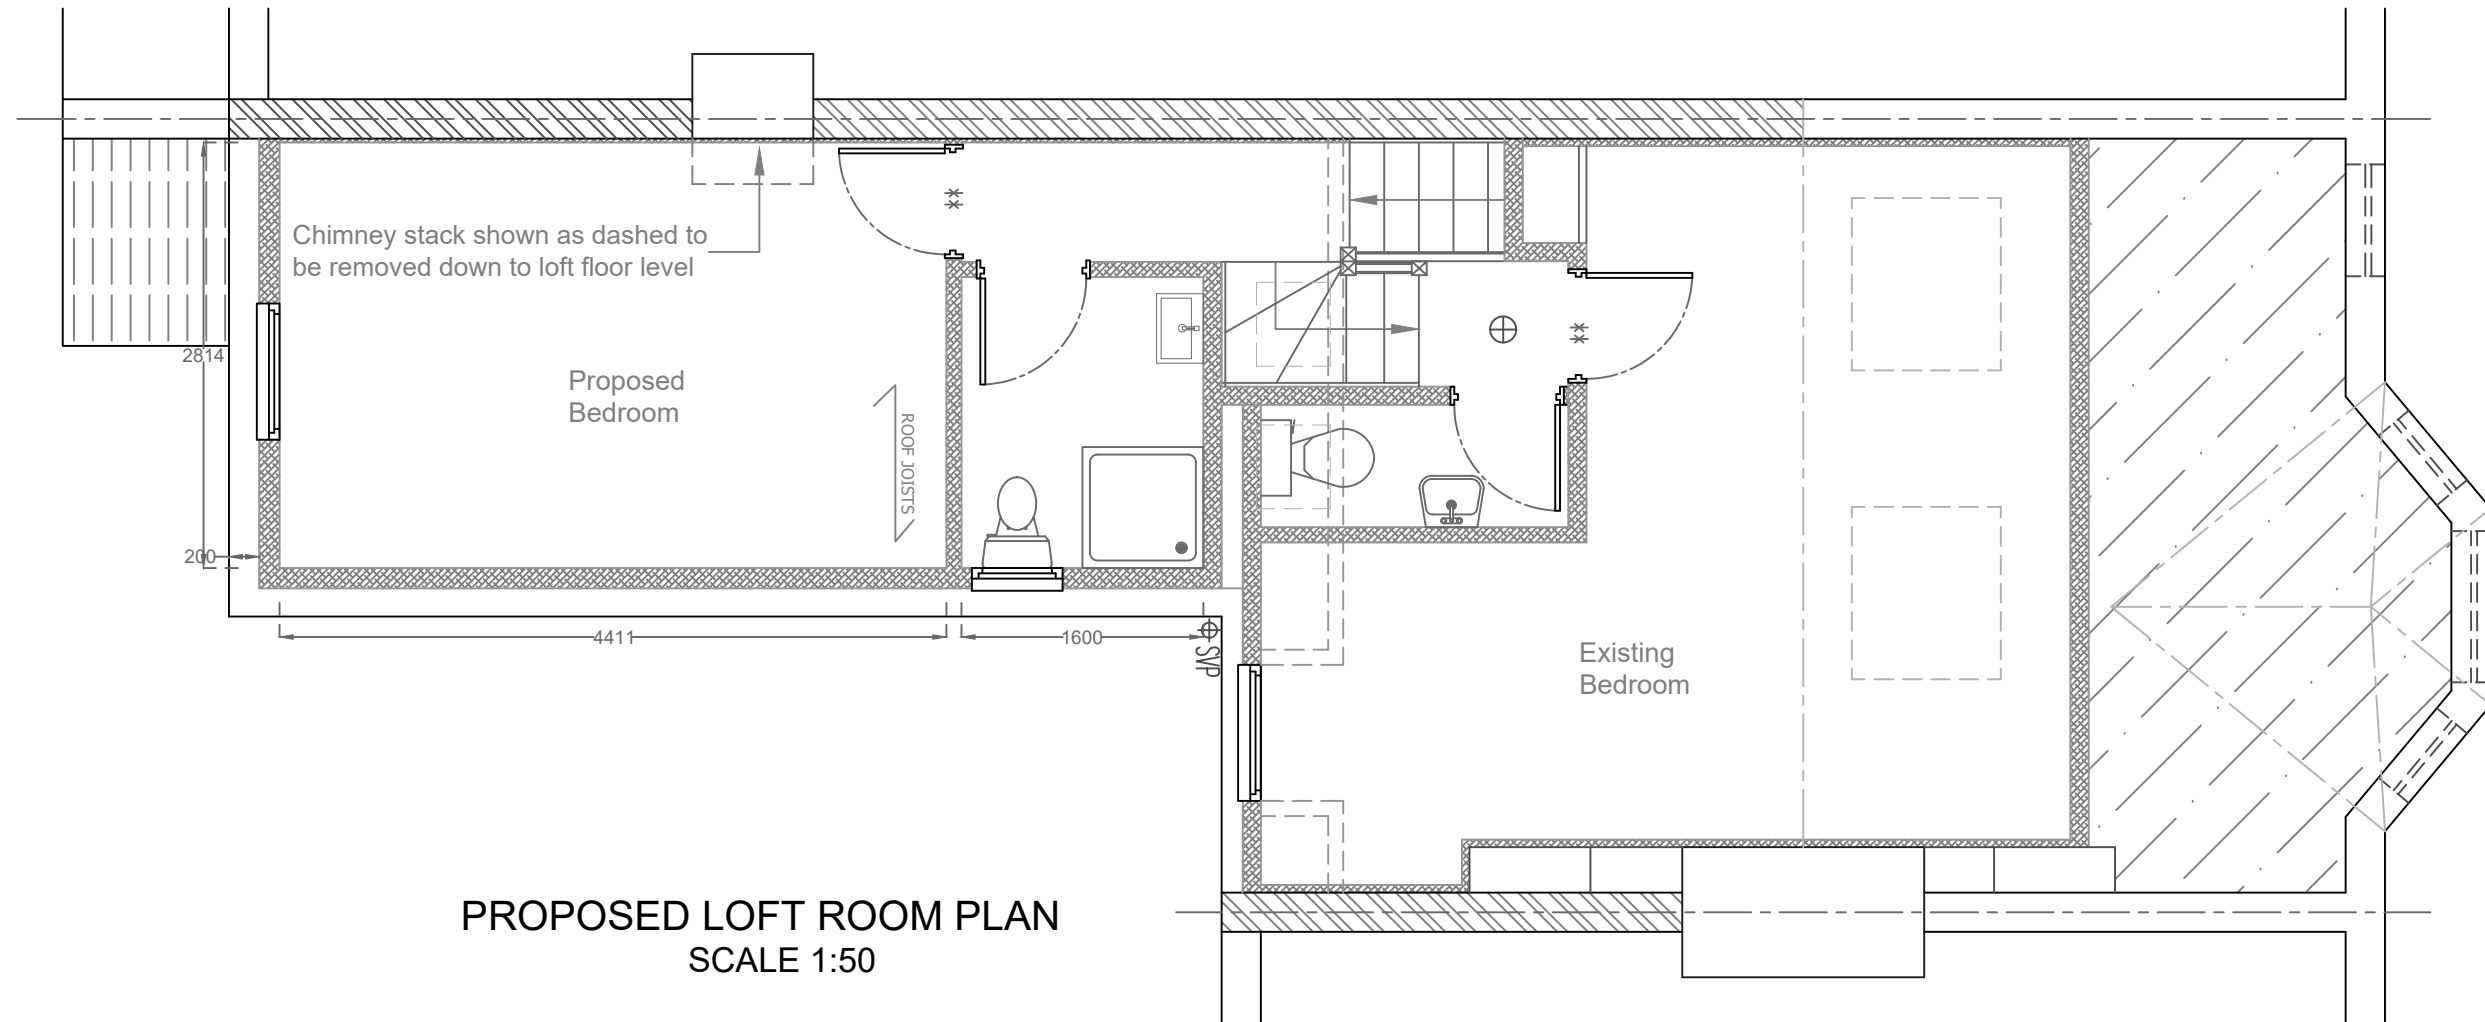 Chimney stack shown as dashed to
be removed down to loft floor level
2814
Proposed
Bedroom
ROOF JOISTS
200
4411
1600
SVP
Existing
Bedroom
PROPOSED LOFT ROOM PLAN
SCALE 1:50